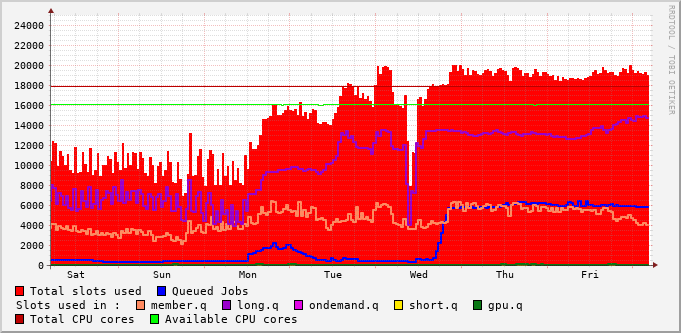 24000
22000
20000
18000
16000
14000
12000
10000
8000
6000
4000
2000
0
Sat Sun Mon Tue Wed Thu Fri
Total slots used Queued Jobs
Slots used in : member.q long.q ondemand.q short.q gpu.q
Total CPU cores Available CPU cores
RRDTOOL / TOBI OETIKER